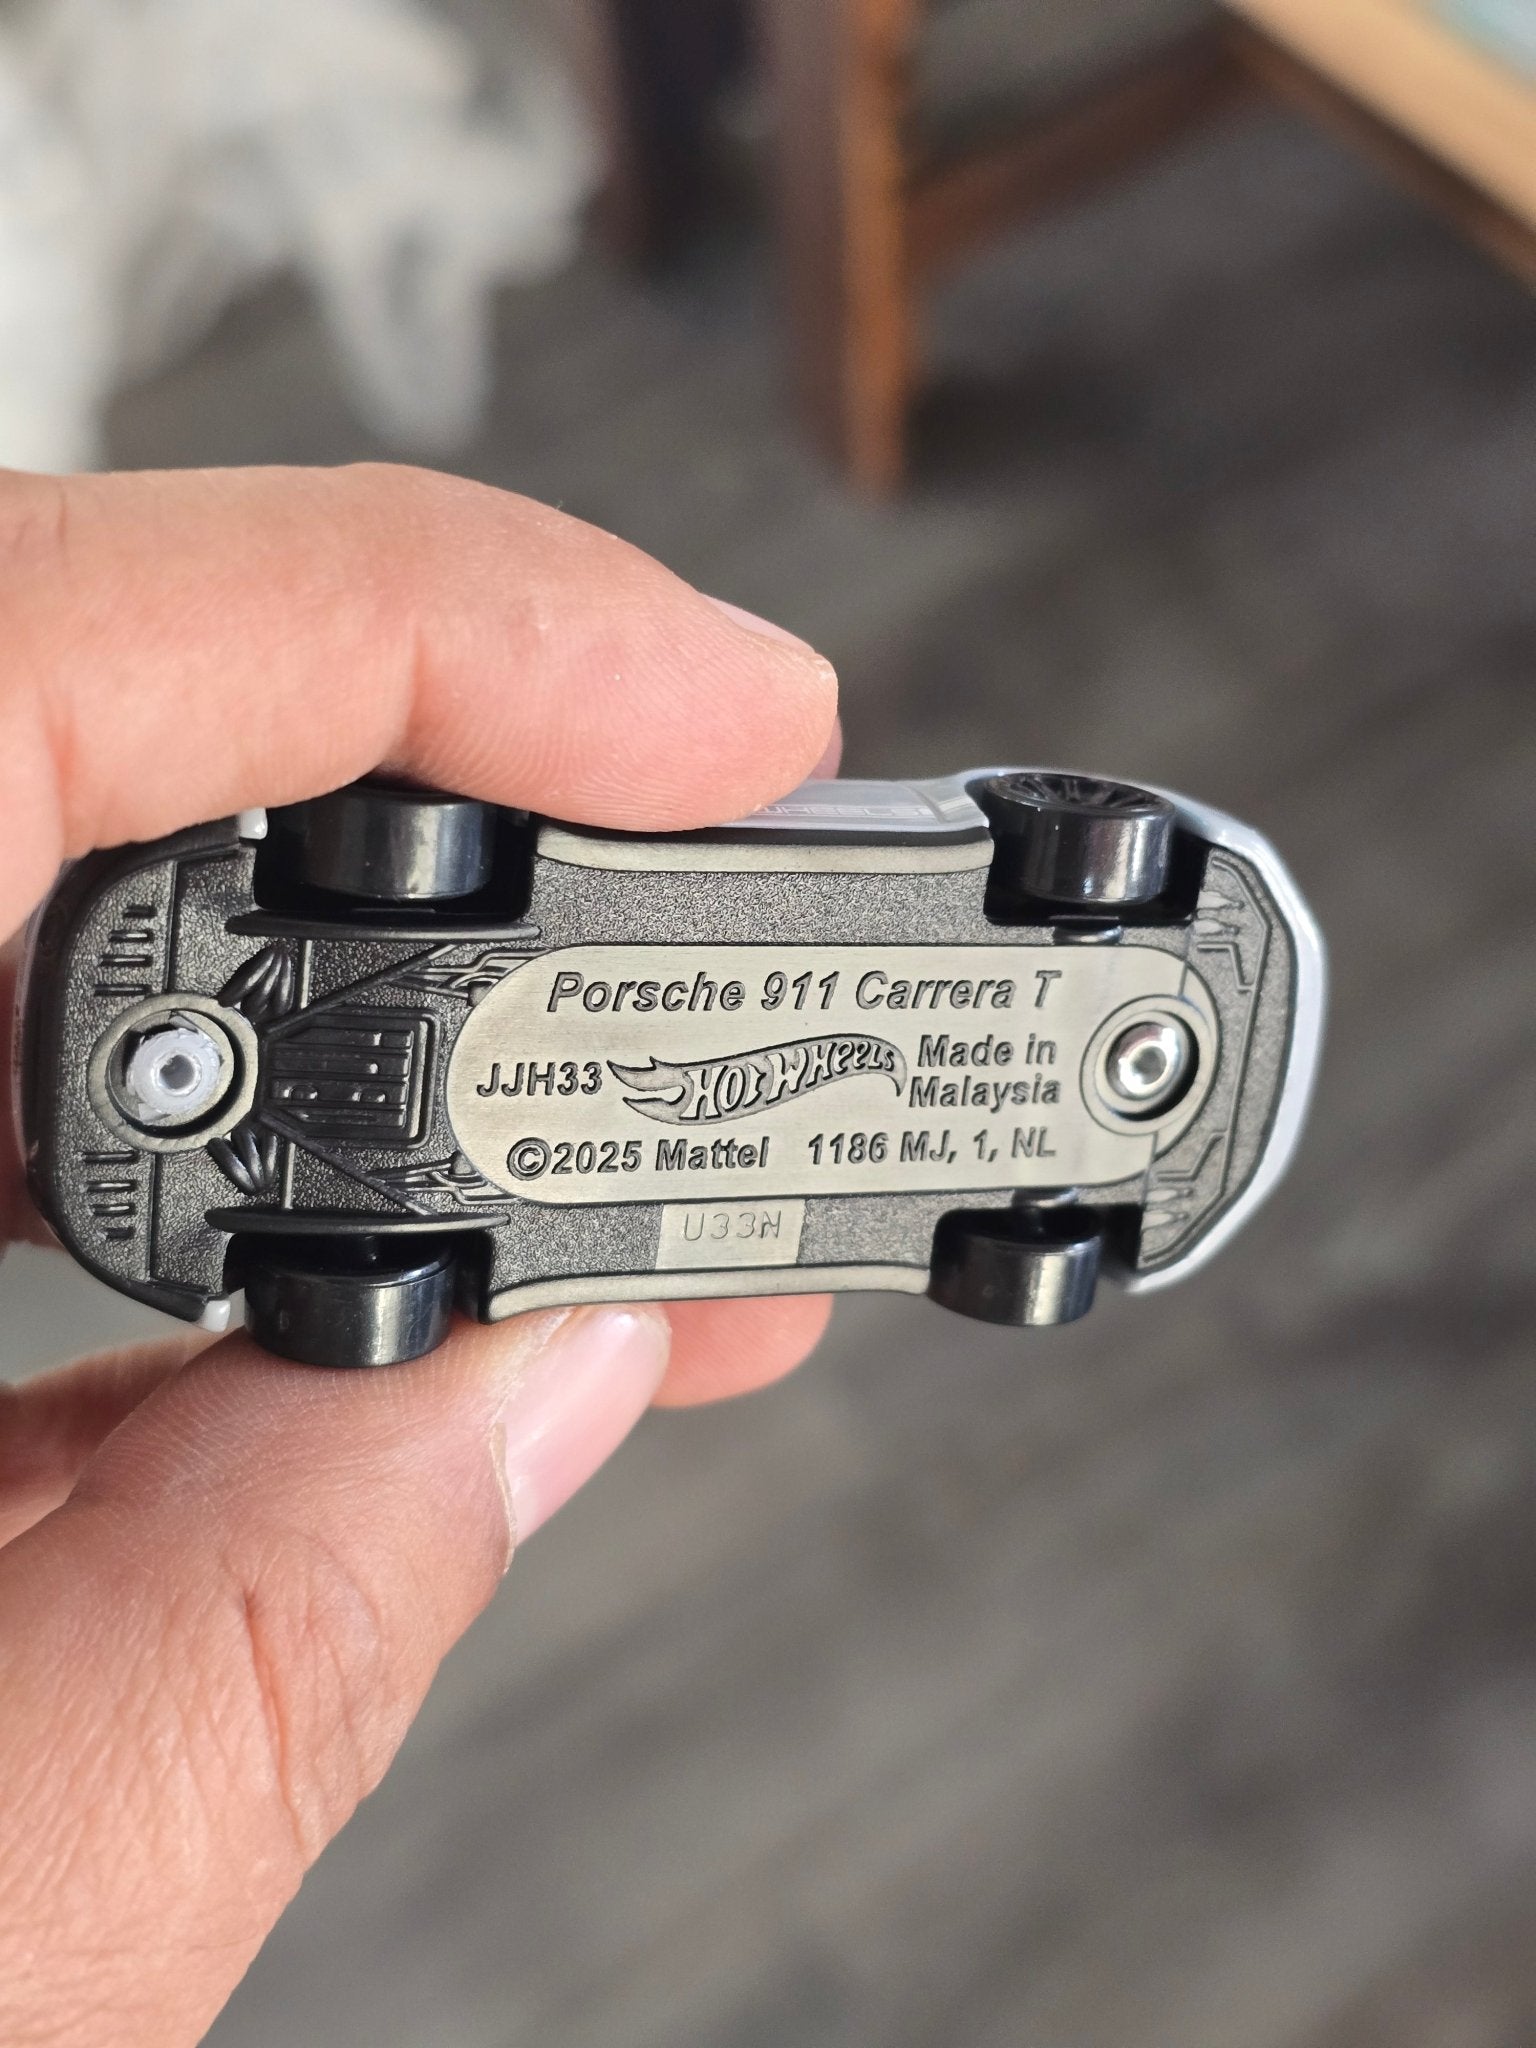 Porsche 911 Carrera T
JJH33 HOT WHEELS Made in
Malaysia
©2025 Mattel 1186 MJ, 1, NL
U33N